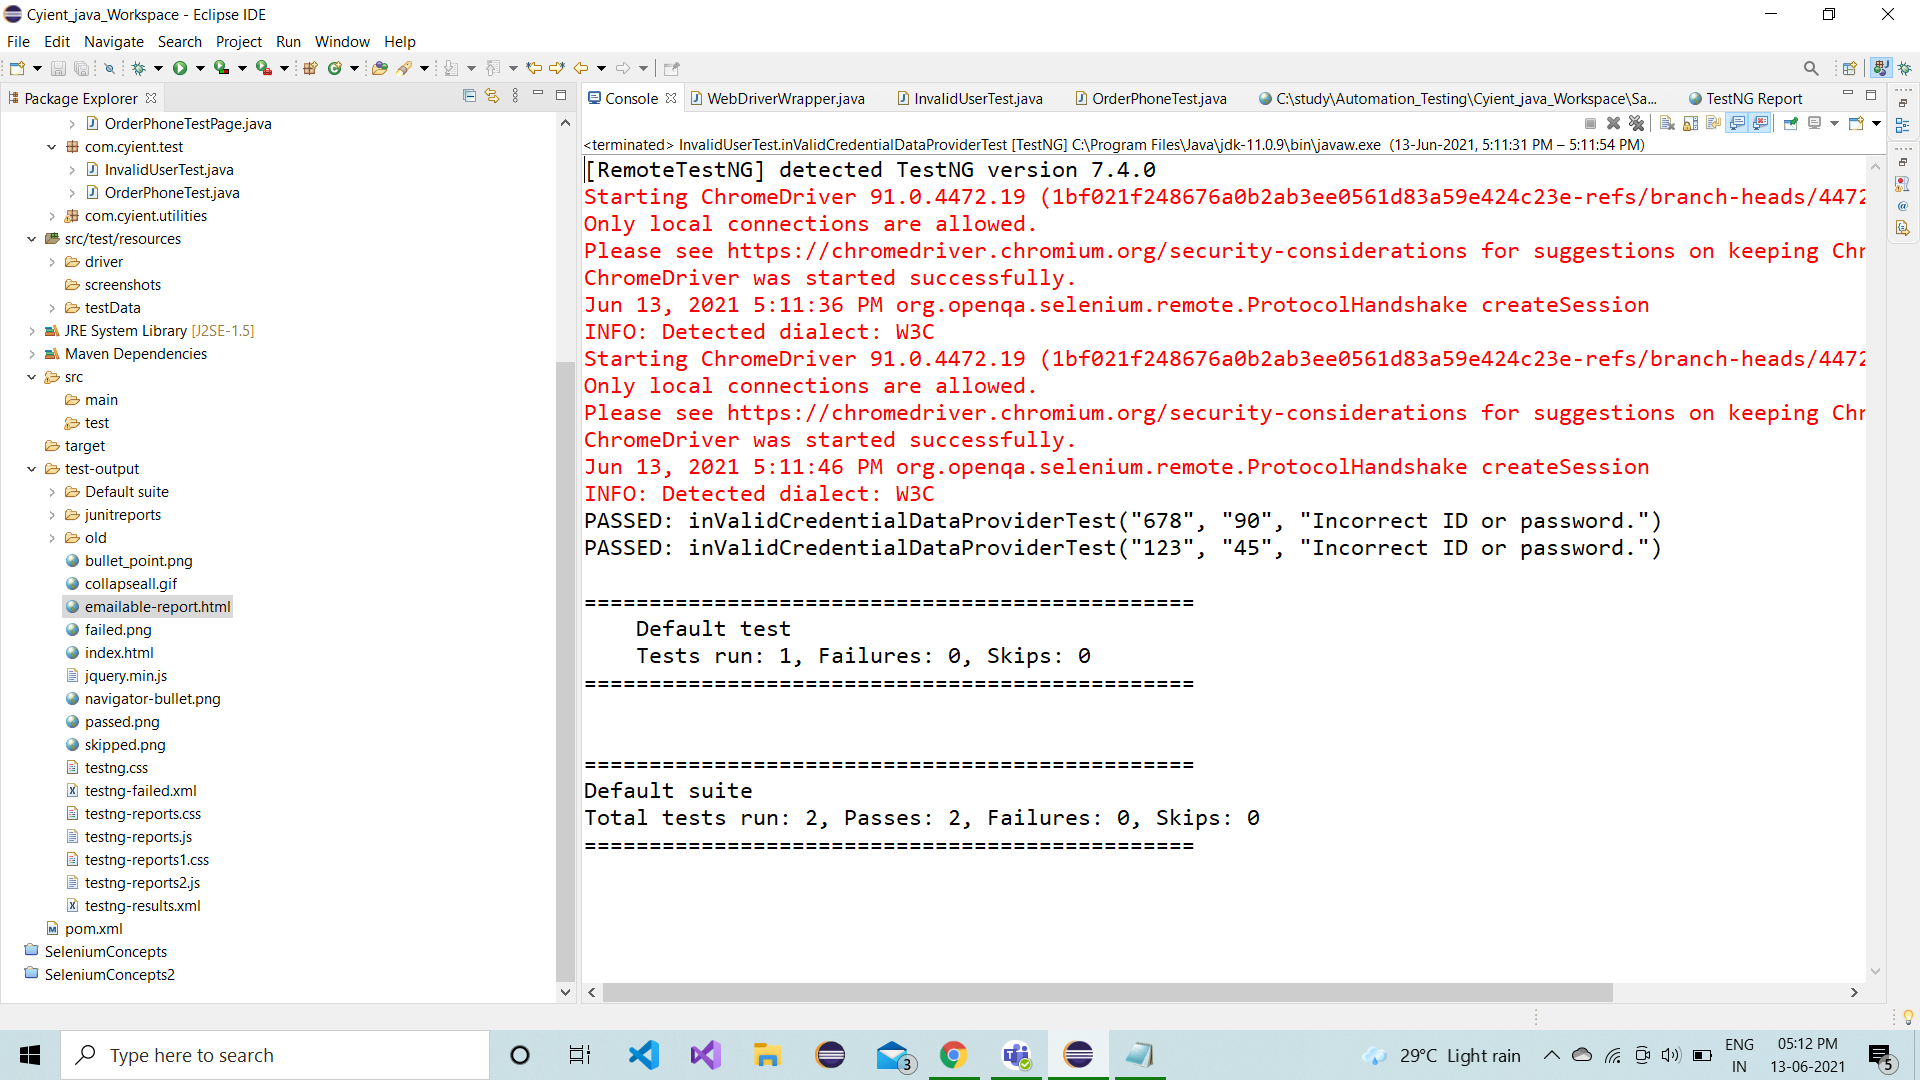 Cyient_java_Workspace - Eclipse IDE
File Edit Navigate Search Project Run Window Help
Package Explorer
Console WebDriverWrapper.java InvalidUserTest.java OrderPhoneTest.java C:\study\Automation_Testing\Cyient_java_Workspace\Sa... TestNG Report
OrderPhoneTestPage.java
com.cyient.test
InvalidUserTest.java
OrderPhoneTest.java
com.cyient.utilities
src/test/resources
driver
screenshots
testData
JRE System Library [J2SE-1.5]
Maven Dependencies
src
main
test
target
test-output
Default suite
junitreports
old
bullet_point.png
collapseall.gif
emailable-report.html
failed.png
index.html
jquery.min.js
navigator-bullet.png
passed.png
skipped.png
testng.css
testng-failed.xml
testng-reports.css
testng-reports.js
testng-reports1.css
testng-reports2.js
testng-results.xml
pom.xml
SeleniumConcepts
SeleniumConcepts2
<terminated> InvalidUserTest.inValidCredentialDataProviderTest [TestNG] C:\Program Files\Java\jdk-11.0.9\bin\javaw.exe (13-Jun-2021, 5:11:31 PM – 5:11:54 PM)
[RemoteTestNG] detected TestNG version 7.4.0
Starting ChromeDriver 91.0.4472.19 (1bf021f248676a0b2ab3ee0561d83a59e424c23e-refs/branch-heads/4472
Only local connections are allowed.
Please see https://chromedriver.chromium.org/security-considerations for suggestions on keeping Chr
ChromeDriver was started successfully.
Jun 13, 2021 5:11:36 PM org.openqa.selenium.remote.ProtocolHandshake createSession
INFO: Detected dialect: W3C
Starting ChromeDriver 91.0.4472.19 (1bf021f248676a0b2ab3ee0561d83a59e424c23e-refs/branch-heads/4472
Only local connections are allowed.
Please see https://chromedriver.chromium.org/security-considerations for suggestions on keeping Chr
ChromeDriver was started successfully.
Jun 13, 2021 5:11:46 PM org.openqa.selenium.remote.ProtocolHandshake createSession
INFO: Detected dialect: W3C
PASSED: inValidCredentialDataProviderTest("678", "90", "Incorrect ID or password.")
PASSED: inValidCredentialDataProviderTest("123", "45", "Incorrect ID or password.")
===============================================
Default test
Tests run: 1, Failures: 0, Skips: 0
===============================================
===============================================
Default suite
Total tests run: 2, Passes: 2, Failures: 0, Skips: 0
===============================================
Type here to search
3
29°C Light rain
ENG
IN
05:12 PM
13-06-2021
5